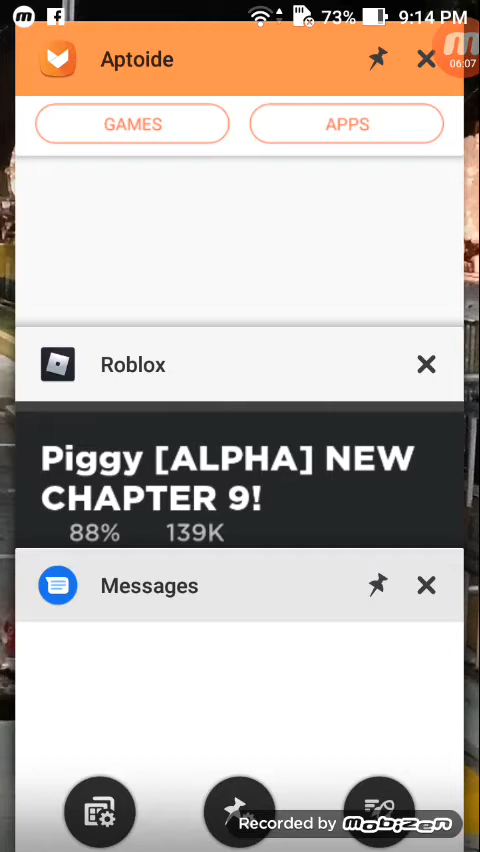 73% 9:14 PM
Aptoide
06:07
GAMES APPS
Roblox
Piggy [ALPHA] NEW
CHAPTER 9!
88% 139K
Messages
Recorded by mobizen